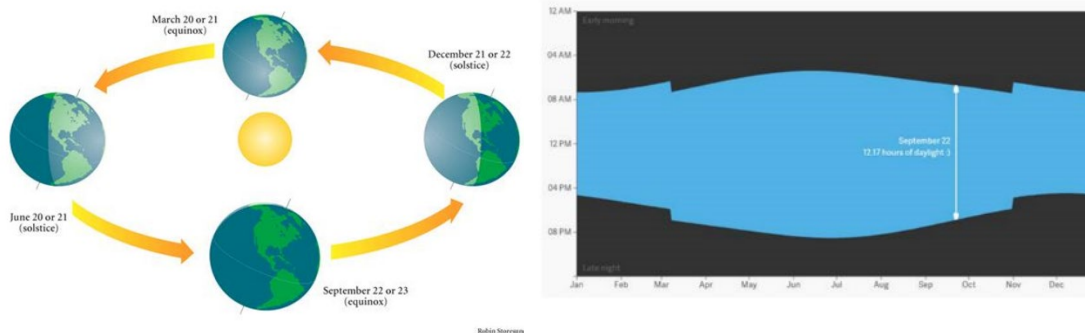 March 20 or 21
(equinox)
December 21 or 22
(solstice)
June 20 or 21
(solstice)
September 22 or 23
(equinox)
12 AM
Early morning
04 AM
08 AM
12 PM
September 22
12.17 hours of daylight :)
04 PM
08 PM
Late night
Jan
Feb
Mar
Apr
May
Jun
Jul
Aug
Sep
Oct
Nov
Dec
Robin